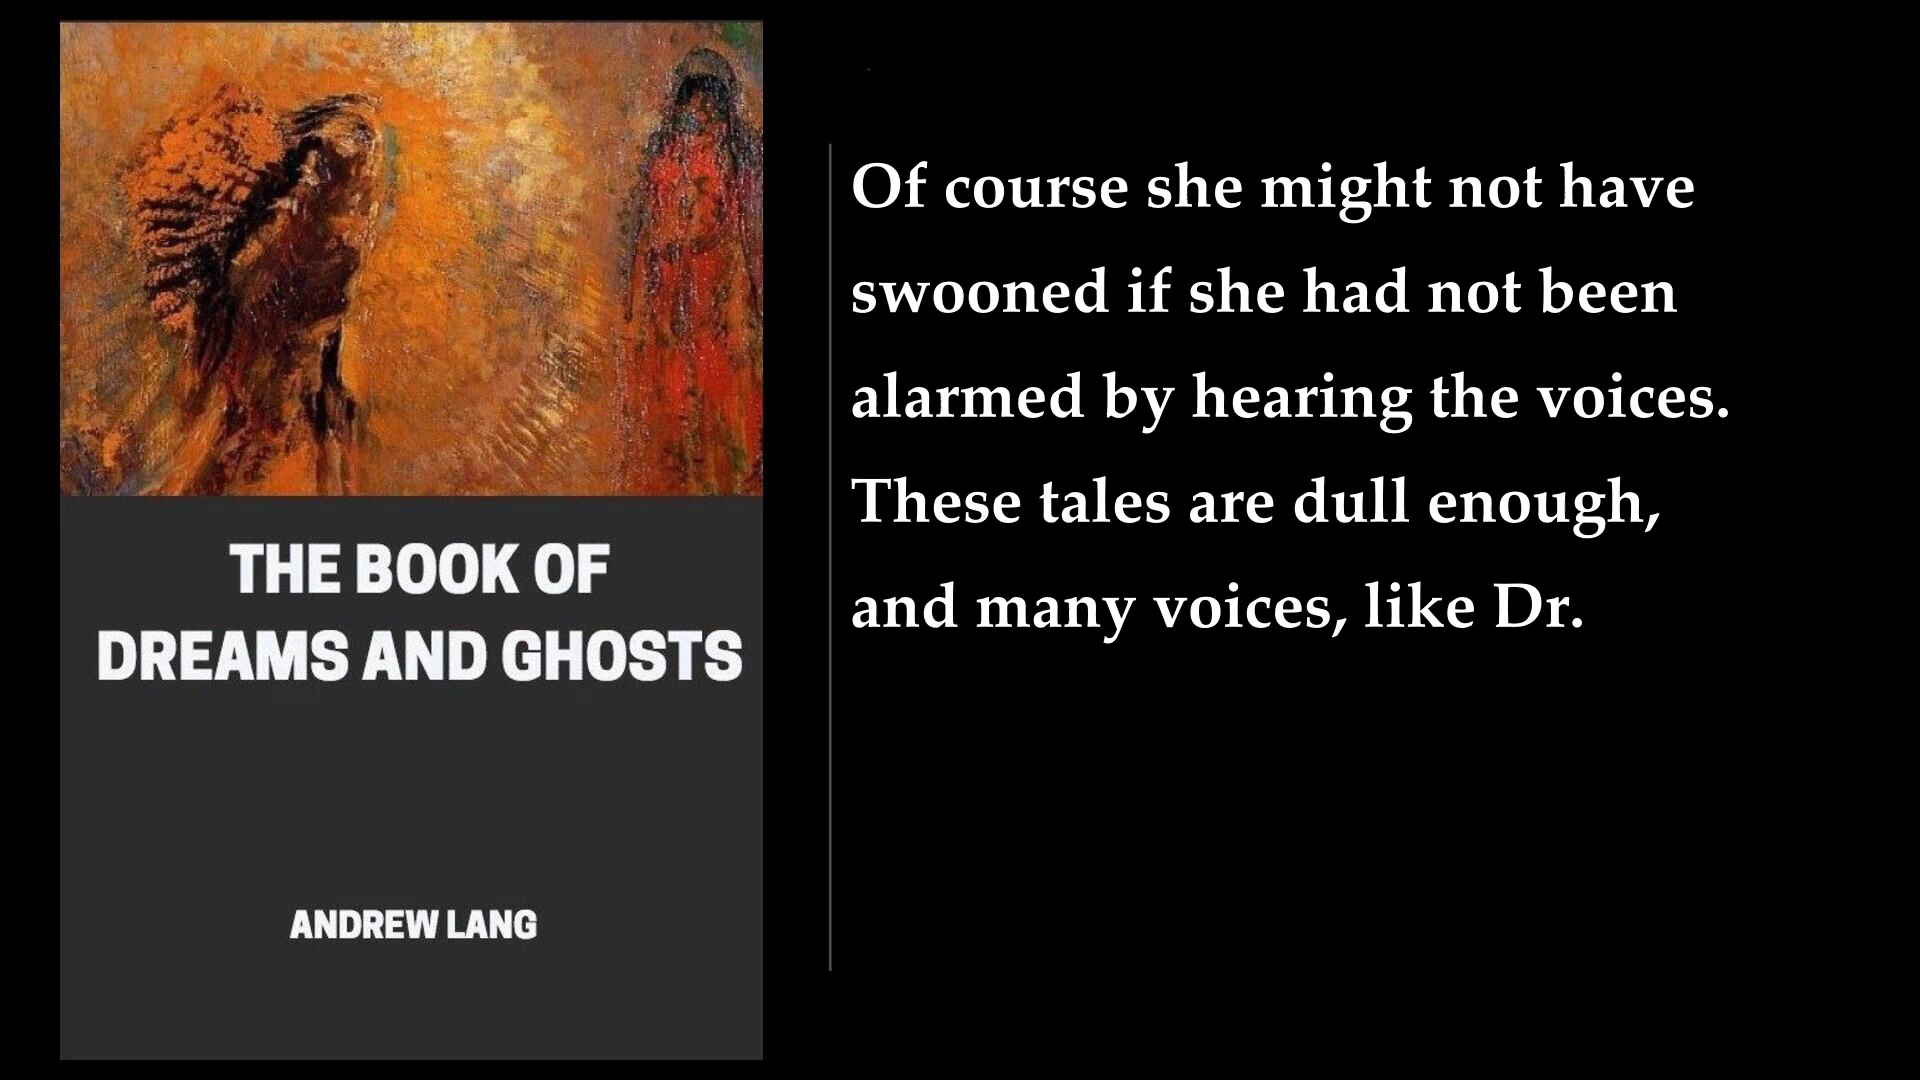 THE BOOK OF
DREAMS AND GHOSTS
ANDREW LANG
Of course she might not have
swooned if she had not been
alarmed by hearing the voices.
These tales are dull enough,
and many voices, like Dr.